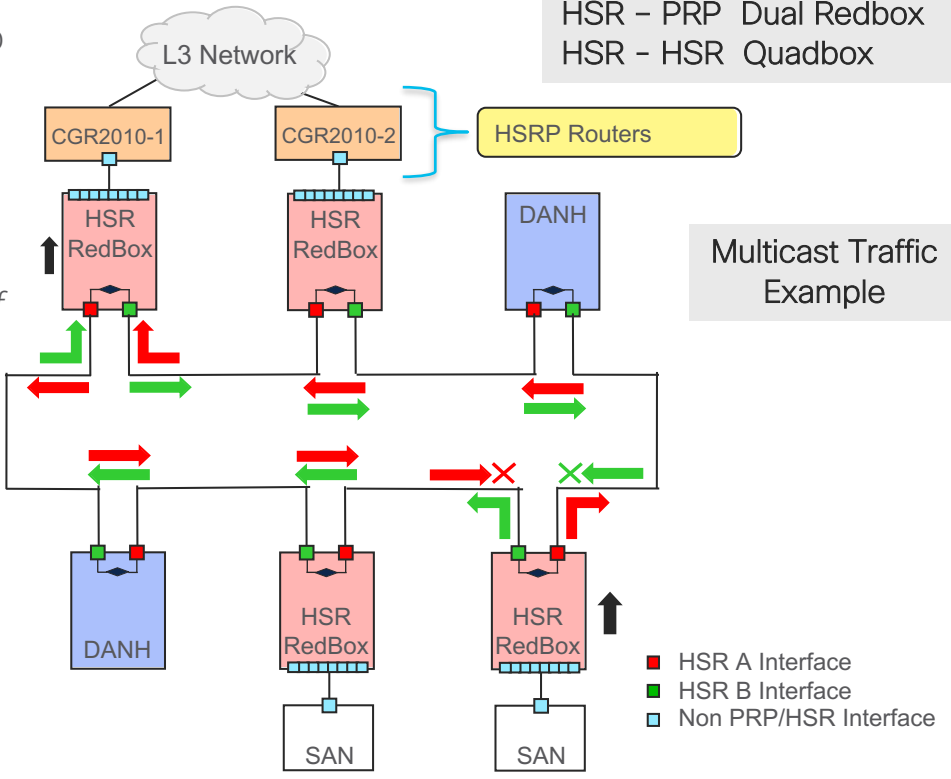 HSR – PRP Dual Redbox
HSR – HSR Quadbox
L3 Network
CGR2010-1
CGR2010-2
HSRP Routers
HSR
RedBox
HSR
RedBox
DANH
Multicast Traffic
Example
DANH
HSR
RedBox
HSR
RedBox
SAN
SAN
HSR A Interface
HSR B Interface
Non PRP/HSR Interface